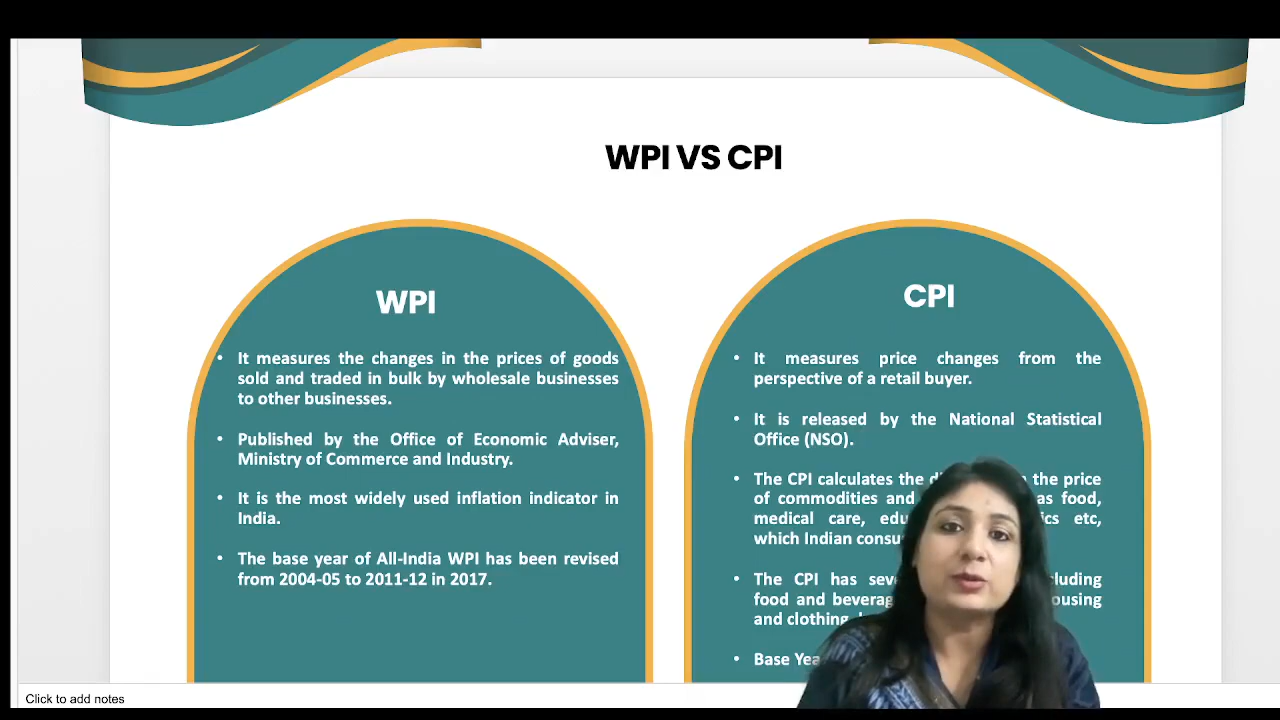 WPI VS CPI
WPI
• It measures the changes in the prices of goods
sold and traded in bulk by wholesale businesses
to other businesses.
• Published by the Office of Economic Adviser,
Ministry of Commerce and Industry.
• It is the most widely used inflation indicator in
India.
• The base year of All-India WPI has been revised
from 2004-05 to 2011-12 in 2017.
CPI
• It measures price changes from the
perspective of a retail buyer.
• It is released by the National Statistical
Office (NSO).
• The CPI calculates the the price
of commodities and as food,
medical care, etc,
which Indian
• The CPI has
food and
and clothing,
• Base
Click to add notes